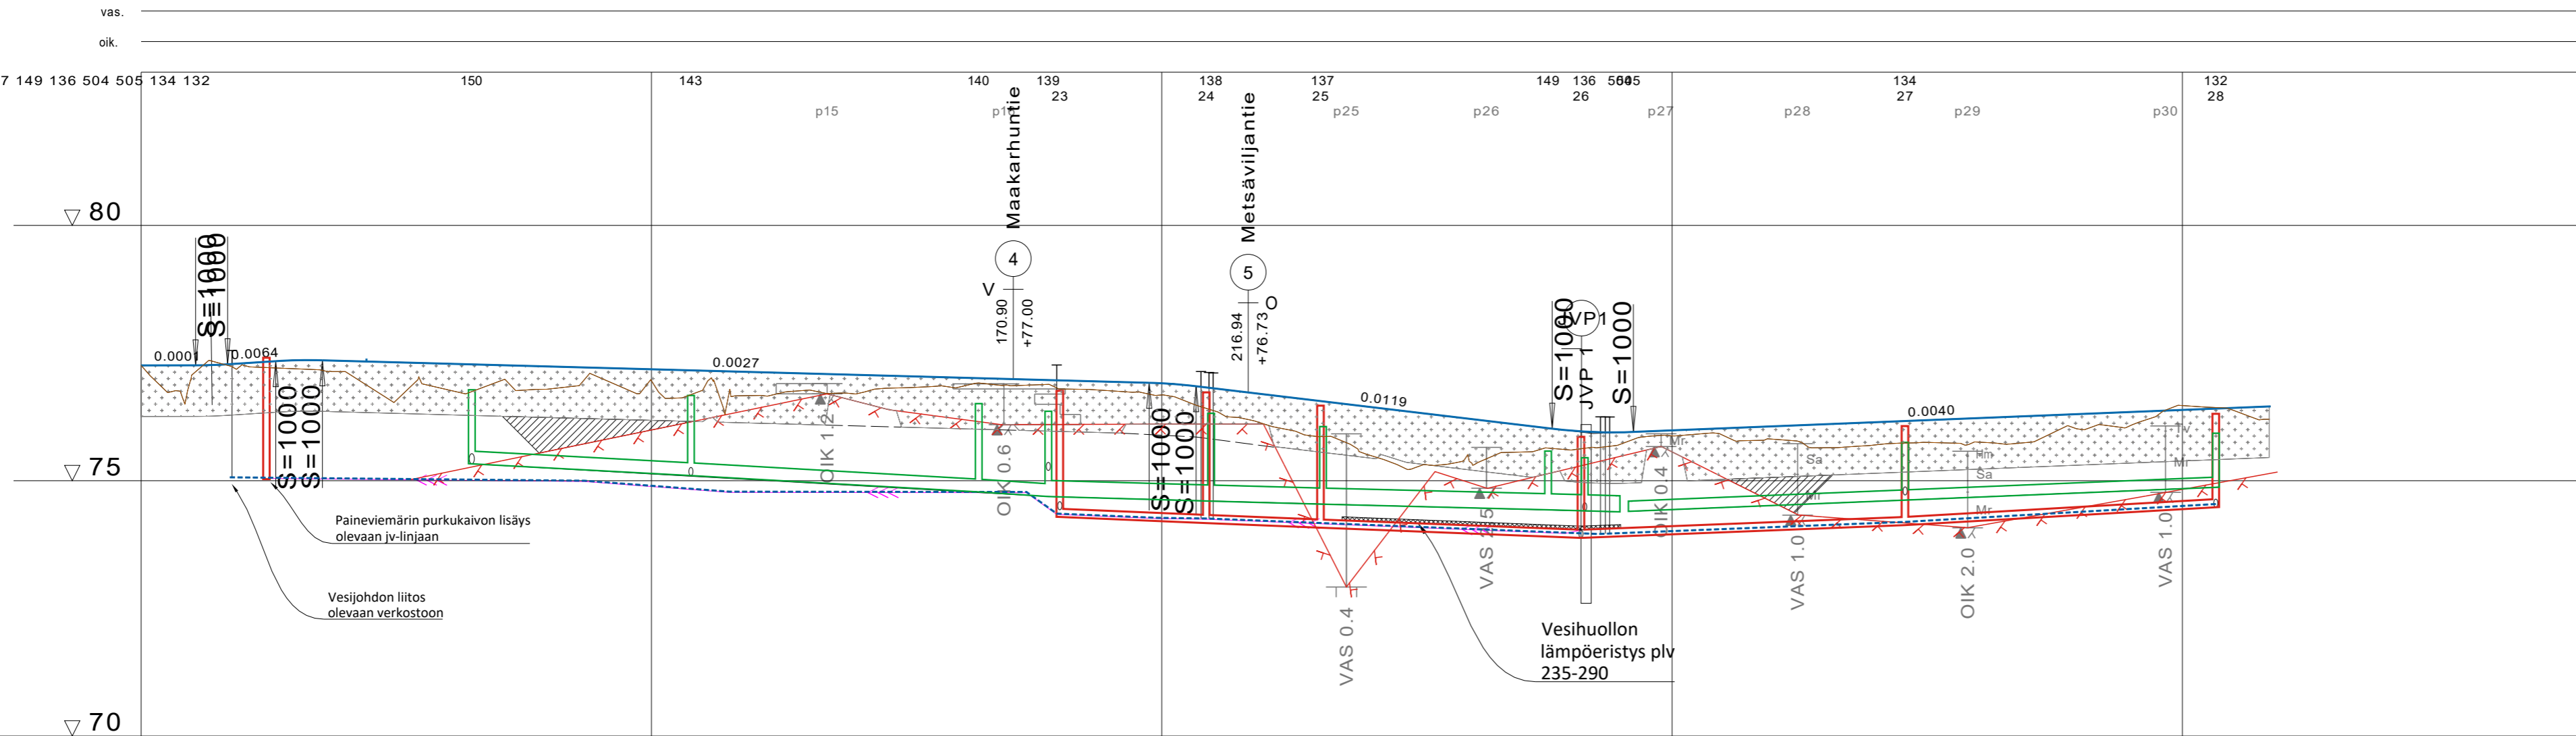 vas.
oik.
7 149 136 504 505 134 132 150 143 140 139 138 137 149 136 134 132
23 24 25 26 27 28
p15 p25 p26 p27 p28 p29 p30
Maakarhuntie
Metsäviljantie
80
4
5
V
O
170.90
+77.00
216.94
+76.73
S=1000
S=1000
JVP 1
S=1000
JVP1
S=1000
0.0001 0.0064 0.0027 0.0119 0.0040
S=1000
S=1000
S=1000
S=1000
OIK 1.2
OIK 0.6
OIK 0.4
Mr
Sa
Mr
Hm
Sa
Mr
Tv
Mr
75
Paineviemärin purkukaivon lisäys
olevaan jv-linjaan
Vesijohdon liitos
olevaan verkostoon
VAS 0.4
VAS 1.0
OIK 2.0
VAS 1.0
Vesihuollon
lämpöeristys plv
235-290
70